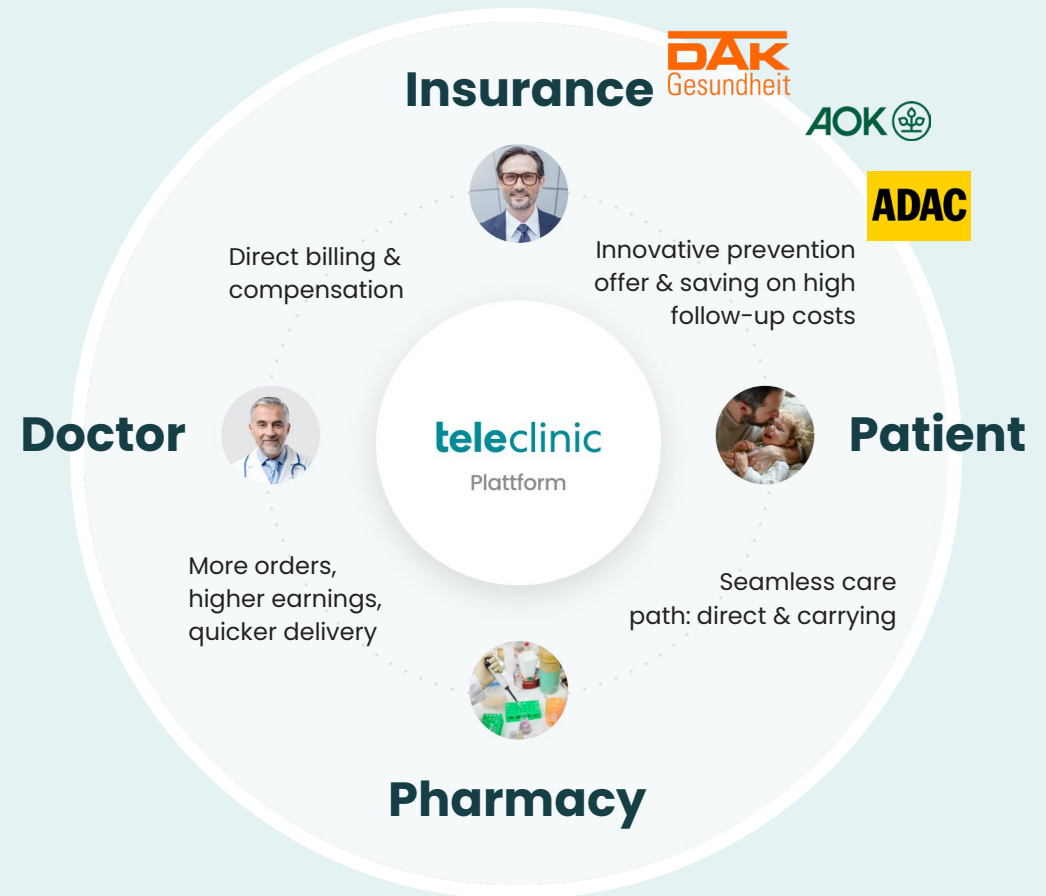 Insurance
DAK
Gesundheit
AOK
ADAC
Direct billing &
compensation
Innovative prevention
offer & saving on high
follow-up costs
Doctor
teleclinic
Plattform
Patient
More orders,
higher earnings,
quicker delivery
Seamless care
path: direct & carrying
Pharmacy